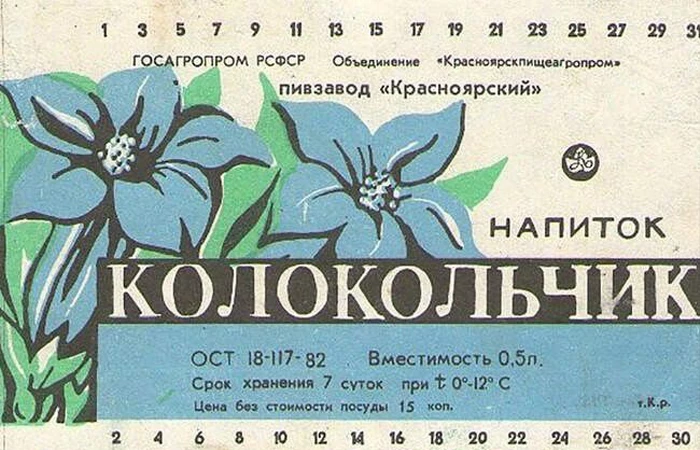 1 3 5 7 9 11 13 15 17 19 21 23 25 27 29 31
ГОСАГРОПРОМ РСФСР Объединение «Красноярскпищеагропром»
пивзавод «Красноярский»
НАПИТОК
КОЛОКОЛЬЧИК
ОСТ 18-117-82 Вместимость 0,5л.
Срок хранения 7 суток при t 0°-12° С
Цена без стоимости посуды 15 коп. т.К.р.
2 4 6 8 10 12 14 16 18 20 22 24 26 28 30